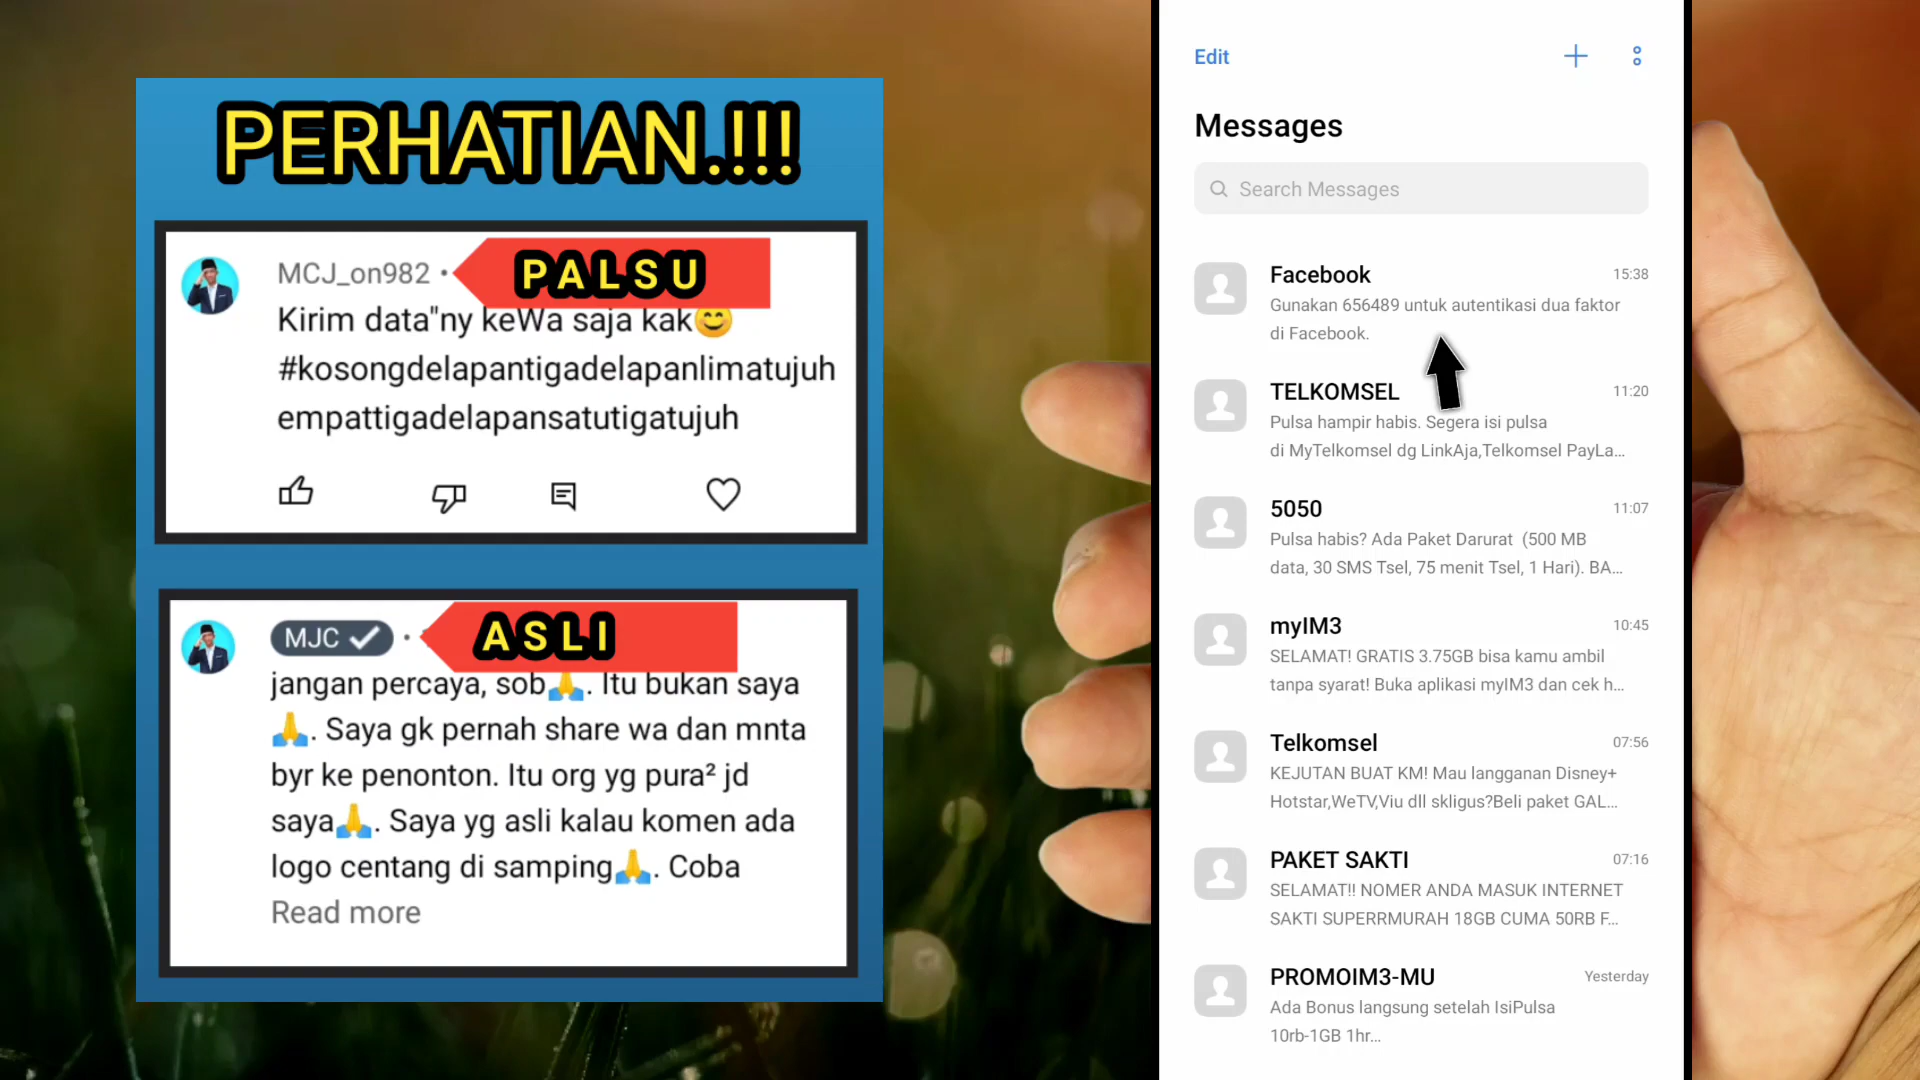 PERHATIAN.!!!
MCJ_on982 •
PALSU
Kirim data"ny keWa saja kak😊
#kosongdelapantigadelapanlimatujuh
empattigadelapansatutigatujuh
MJC ✔ •
ASLI
jangan percaya, sob🙏. Itu bukan saya
🙏. Saya gk pernah share wa dan mnta
byr ke penonton. Itu org yg pura² jd
saya🙏. Saya yg asli kalau komen ada
logo centang di samping🙏. Coba
Read more
Edit
Messages
Search Messages
Facebook 15:38
Gunakan 656489 untuk autentikasi dua faktor
di Facebook.
TELKOMSEL 11:20
Pulsa hampir habis. Segera isi pulsa
di MyTelkomsel dg LinkAja,Telkomsel PayLa...
5050 11:07
Pulsa habis? Ada Paket Darurat (500 MB
data, 30 SMS Tsel, 75 menit Tsel, 1 Hari). BA...
myIM3 10:45
SELAMAT! GRATIS 3.75GB bisa kamu ambil
tanpa syarat! Buka aplikasi myIM3 dan cek h...
Telkomsel 07:56
KEJUTAN BUAT KM! Mau langganan Disney+
Hotstar,WeTV,Viu dll skligus?Beli paket GAL...
PAKET SAKTI 07:16
SELAMAT!! NOMER ANDA MASUK INTERNET
SAKTI SUPERRMURAH 18GB CUMA 50RB F...
PROMOIM3-MU Yesterday
Ada Bonus langsung setelah IsiPulsa
10rb-1GB 1hr...